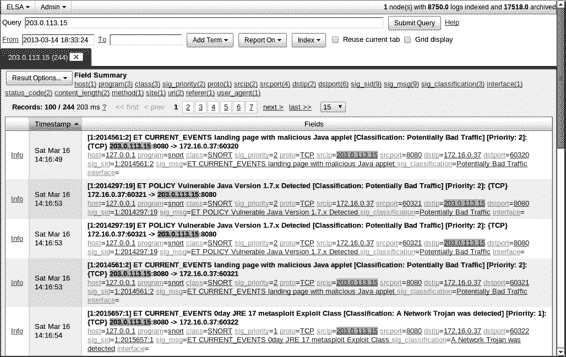 ELSA Admin 1 node(s) with 8750.0 logs indexed and 17518.0 archived
Query 203.0.113.15 Submit Query Help
From 2013-03-14 18:33:24 To Add Term Report On Index Reuse current tab Grid display
203.0.113.15 (244) X
Result Options... Field Summary
host(1) program(3) class(3) sig_priority(2) proto(1) srcip(2) srcport(4) dstip(2) dstport(6) sig_sid(9) sig_msg(9) sig_classification(3) interface(1)
status_code(2) content_length(2) method(1) site(1) uri(2) referer(1) user_agent(1)
Records: 100 / 244 203 ms ? << first < prev 1 2 3 4 5 6 7 next > last >> 15
Timestamp Fields
[1:2014561:2] ET CURRENT_EVENTS landing page with malicious Java applet [Classification: Potentially Bad Traffic] [Priority: 2]:
{TCP} 203.0.113.15:8080 -> 172.16.0.37:60320
Info Sat Mar 16 14:16:49
host=127.0.0.1 program=snort class=SNORT sig_priority=2 proto=TCP srcip=203.0.113.15 srcport=8080 dstip=172.16.0.37 dstport=60320
sig_sid=1:2014561:2 sig_msg=ET CURRENT_EVENTS landing page with malicious Java applet sig_classification=Potentially Bad Traffic
interface=
[1:2014297:19] ET POLICY Vulnerable Java Version 1.7.x Detected [Classification: Potentially Bad Traffic] [Priority: 2]: {TCP}
172.16.0.37:60321 -> 203.0.113.15:8080
Info Sat Mar 16 14:16:53
host=127.0.0.1 program=snort class=SNORT sig_priority=2 proto=TCP srcip=172.16.0.37 srcport=60321 dstip=203.0.113.15 dstport=8080
sig_sid=1:2014297:19 sig_msg=ET POLICY Vulnerable Java Version 1.7.x Detected sig_classification=Potentially Bad Traffic interface=
[1:2014297:19] ET POLICY Vulnerable Java Version 1.7.x Detected [Classification: Potentially Bad Traffic] [Priority: 2]: {TCP}
172.16.0.37:60321 -> 203.0.113.15:8080
Info Sat Mar 16 14:16:53
host=127.0.0.1 program=snort class=SNORT sig_priority=2 proto=TCP srcip=172.16.0.37 srcport=60321 dstip=203.0.113.15 dstport=8080
sig_sid=1:2014297:19 sig_msg=ET POLICY Vulnerable Java Version 1.7.x Detected sig_classification=Potentially Bad Traffic interface=
[1:2014561:2] ET CURRENT_EVENTS landing page with malicious Java applet [Classification: Potentially Bad Traffic] [Priority: 2]:
{TCP} 203.0.113.15:8080 -> 172.16.0.37:60321
Info Sat Mar 16 14:16:53
host=127.0.0.1 program=snort class=SNORT sig_priority=2 proto=TCP srcip=203.0.113.15 srcport=8080 dstip=172.16.0.37 dstport=60321
sig_sid=1:2014561:2 sig_msg=ET CURRENT_EVENTS landing page with malicious Java applet sig_classification=Potentially Bad Traffic
interface=
[1:2015657:1] ET CURRENT_EVENTS 0day JRE 17 metasploit Exploit Class [Classification: A Network Trojan was detected] [Priority: 1]:
{TCP} 203.0.113.15:8080 -> 172.16.0.37:60322
Info Sat Mar 16 14:16:54
host=127.0.0.1 program=snort class=SNORT sig_priority=1 proto=TCP srcip=203.0.113.15 srcport=8080 dstip=172.16.0.37 dstport=60322
sig_sid=1:2015657:1 sig_msg=ET CURRENT_EVENTS 0day JRE 17 metasploit Exploit Class sig_classification=A Network Trojan was
detected interface=